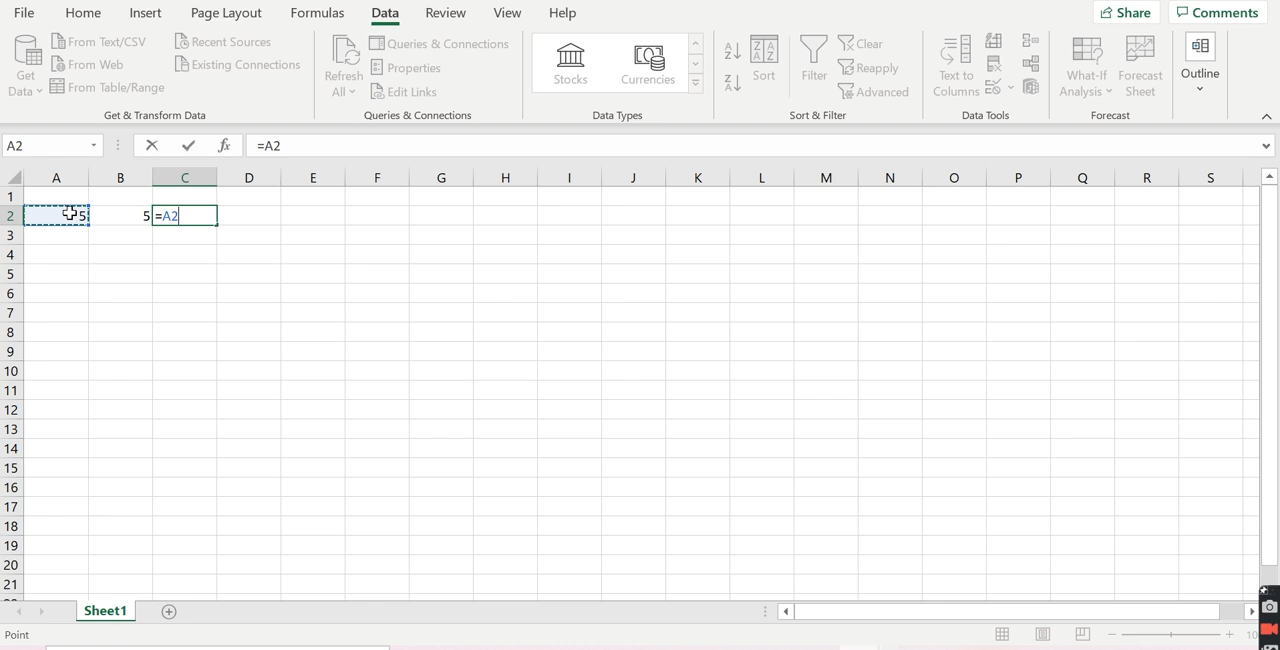 File Home Insert Page Layout Formulas Data Review View Help Share Comments
Get Data From Text/CSV From Web From Table/Range Recent Sources Existing Connections
Get & Transform Data
Refresh All Queries & Connections Properties Edit Links
Queries & Connections
Stocks Currencies
Data Types
A Z Z A Sort Filter Clear Reapply Advanced
Sort & Filter
Text to Columns
Data Tools
What-If Analysis Forecast Sheet
Forecast
Outline
A2 fx =A2
A B C D E F G H I J K L M N O P Q R S
1
2 5 5 =A2
3
4
5
6
7
8
9
10
11
12
13
14
15
16
17
18
19
20
21
Sheet1
Point 10